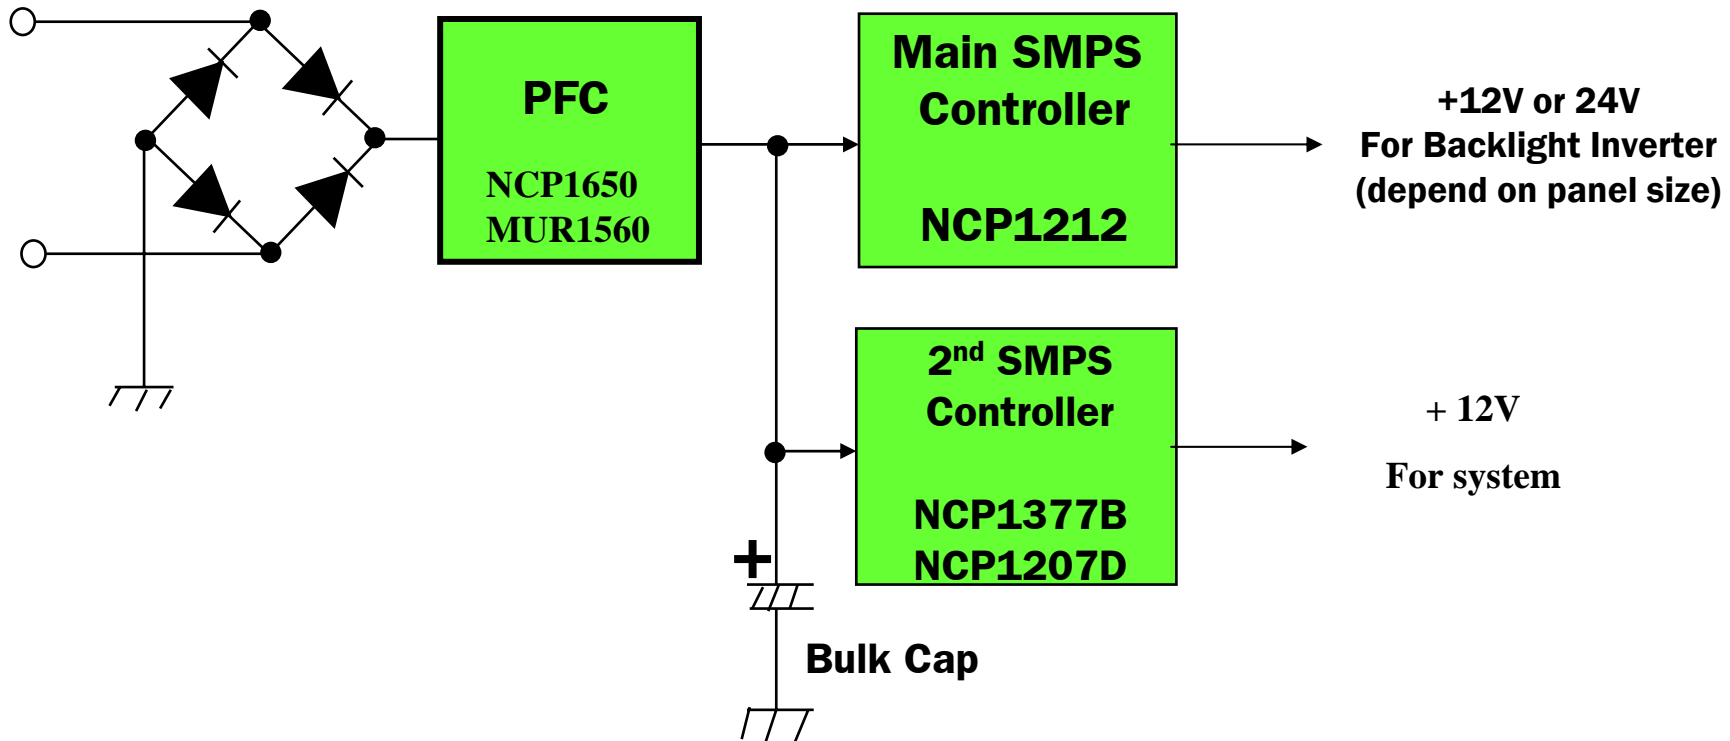 PFC
NCP1650
MUR1560
Main SMPS
Controller
NCP1212
+12V or 24V
For Backlight Inverter
(depend on panel size)
2nd SMPS
Controller
NCP1377B
NCP1207D
+ 12V
For system
+
Bulk Cap